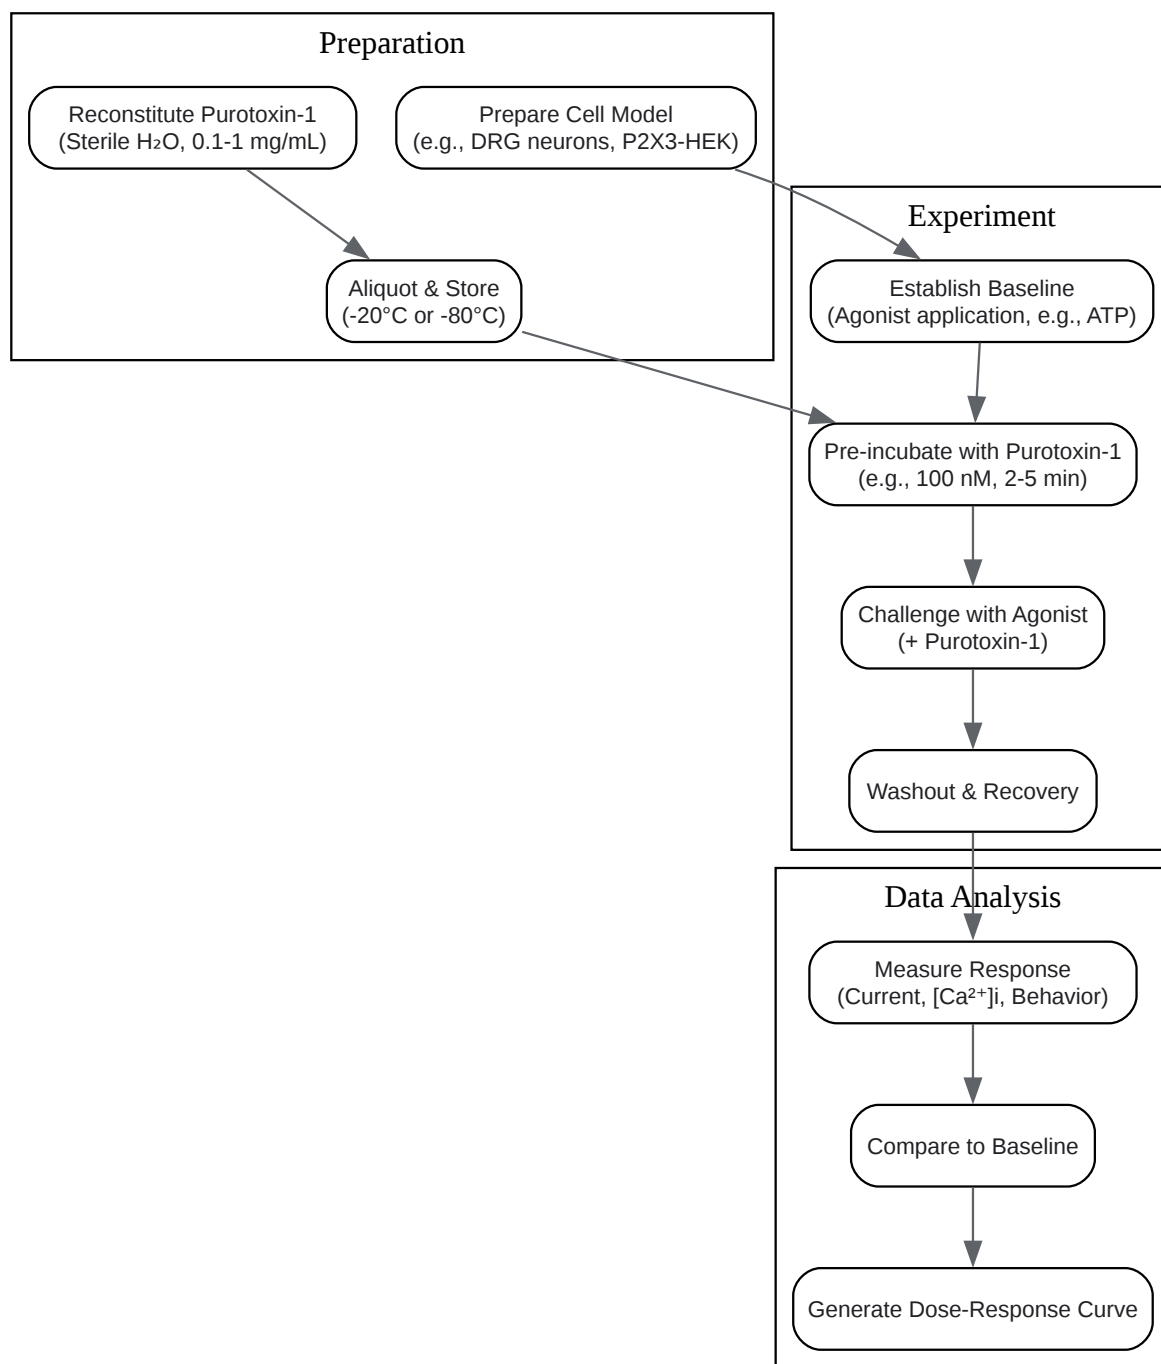 Preparation
Reconstitute Purotoxin-1
(Sterile H₂O, 0.1-1 mg/mL)
Prepare Cell Model
(e.g., DRG neurons, P2X3-HEK)
Aliquot & Store
(-20°C or -80°C)
Experiment
Establish Baseline
(Agonist application, e.g., ATP)
Pre-incubate with Purotoxin-1
(e.g., 100 nM, 2-5 min)
Challenge with Agonist
(+ Purotoxin-1)
Washout & Recovery
Data Analysis
Measure Response
(Current, [Ca²⁺]i, Behavior)
Compare to Baseline
Generate Dose-Response Curve